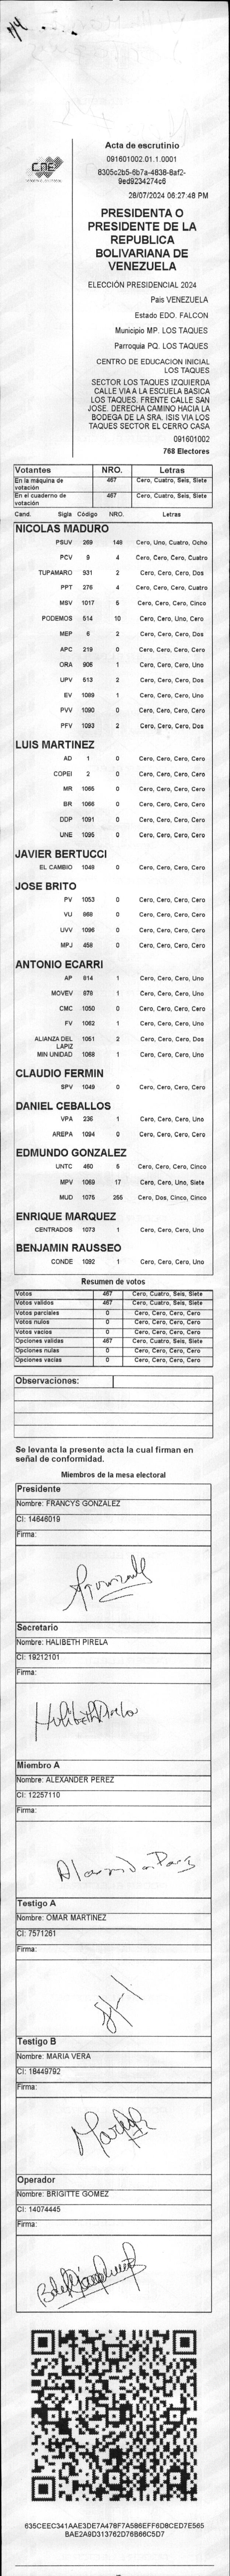 CNE
Acta de escrutinio
091601002.01.1.0001
8305c2b5-6b7a-4838-8af2-
9ed9234274c6
28/07/2024 06:27:48 PM
PRESIDENTA O
PRESIDENTE DE LA
REPUBLICA
BOLIVARIANA DE
VENEZUELA
ELECCIÓN PRESIDENCIAL 2024
Pais VENEZUELA
Estado EDO. FALCON
Municipio MP. LOS TAQUES
Parroquia PQ. LOS TAQUES
CENTRO DE EDUCACION INICIAL
LOS TAQUES
SECTOR LOS TAQUES IZQUIERDA
CALLE VIA A LA ESCUELA BASICA
LOS TAQUES. FRENTE CALLE SAN
JOSE. DERECHA CAMINO HACIA LA
BODEGA DE LA SRA. ISIS VIA LOS
TAQUES SECTOR EL CERRO CASA
091601002
768 Electores
Votantes NRO. Letras
En la máquina de votación 467 Cero, Cuatro, Seis, Siete
En el cuaderno de votación 467 Cero, Cuatro, Seis, Siete
Cand. Sigla Código NRO. Letras
NICOLAS MADURO
PSUV 269 148 Cero, Uno, Cuatro, Ocho
PCV 9 4 Cero, Cero, Cero, Cuatro
TUPAMARO 931 2 Cero, Cero, Cero, Dos
PPT 276 4 Cero, Cero, Cero, Cuatro
MSV 1017 5 Cero, Cero, Cero, Cinco
PODEMOS 514 10 Cero, Cero, Uno, Cero
MEP 6 2 Cero, Cero, Cero, Dos
APC 219 0 Cero, Cero, Cero, Cero
ORA 906 1 Cero, Cero, Cero, Uno
UPV 513 2 Cero, Cero, Cero, Dos
EV 1089 1 Cero, Cero, Cero, Uno
PVV 1090 0 Cero, Cero, Cero, Cero
PFV 1093 2 Cero, Cero, Cero, Dos
LUIS MARTINEZ
AD 1 0 Cero, Cero, Cero, Cero
COPEI 2 0 Cero, Cero, Cero, Cero
MR 1065 0 Cero, Cero, Cero, Cero
BR 1066 0 Cero, Cero, Cero, Cero
DDP 1091 0 Cero, Cero, Cero, Cero
UNE 1095 0 Cero, Cero, Cero, Cero
JAVIER BERTUCCI
EL CAMBIO 1048 0 Cero, Cero, Cero, Cero
JOSE BRITO
PV 1053 0 Cero, Cero, Cero, Cero
VU 868 0 Cero, Cero, Cero, Cero
UVV 1096 0 Cero, Cero, Cero, Cero
MPJ 458 0 Cero, Cero, Cero, Cero
ANTONIO ECARRI
AP 814 1 Cero, Cero, Cero, Uno
MOVEV 878 1 Cero, Cero, Cero, Uno
CMC 1050 0 Cero, Cero, Cero, Cero
FV 1062 1 Cero, Cero, Cero, Uno
ALIANZA DEL LAPIZ 1051 2 Cero, Cero, Cero, Dos
MIN UNIDAD 1068 1 Cero, Cero, Cero, Uno
CLAUDIO FERMIN
SPV 1049 0 Cero, Cero, Cero, Cero
DANIEL CEBALLOS
VPA 236 1 Cero, Cero, Cero, Uno
AREPA 1094 0 Cero, Cero, Cero, Cero
EDMUNDO GONZALEZ
UNTC 460 5 Cero, Cero, Cero, Cinco
MPV 1069 17 Cero, Cero, Uno, Siete
MUD 1075 255 Cero, Dos, Cinco, Cinco
ENRIQUE MARQUEZ
CENTRADOS 1073 1 Cero, Cero, Cero, Uno
BENJAMIN RAUSSEO
CONDE 1092 1 Cero, Cero, Cero, Uno
Resumen de votos
Votos 467 Cero, Cuatro, Seis, Siete
Votos validos 467 Cero, Cuatro, Seis, Siete
Votos parciales 0 Cero, Cero, Cero, Cero
Votos nulos 0 Cero, Cero, Cero, Cero
Votos vacios 0 Cero, Cero, Cero, Cero
Opciones validas 467 Cero, Cuatro, Seis, Siete
Opciones nulas 0 Cero, Cero, Cero, Cero
Opciones vacias 0 Cero, Cero, Cero, Cero
Observaciones:
Se levanta la presente acta la cual firman en
señal de conformidad.
Miembros de la mesa electoral
Presidente
Nombre: FRANCYS GONZALEZ
CI: 14646019
Firma:
Secretario
Nombre: HALIBETH PIRELA
CI: 19212101
Firma:
Halibeth Pirela
Miembro A
Nombre: ALEXANDER PEREZ
CI: 12257110
Firma:
Testigo A
Nombre: OMAR MARTINEZ
CI: 7571261
Firma:
Testigo B
Nombre: MARIA VERA
CI: 18449792
Firma:
Operador
Nombre: BRIGITTE GOMEZ
CI: 14074445
Firma:
635CEEC341AAE3DE7A478F7A586EFF6D8CED7E565
BAE2A9D313762D76B66C5D7